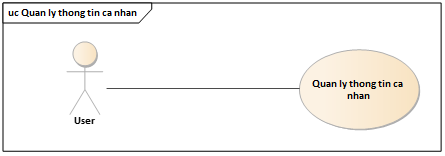 uc Quan ly thong tin ca nhan
User
Quan ly thong tin ca
nhan